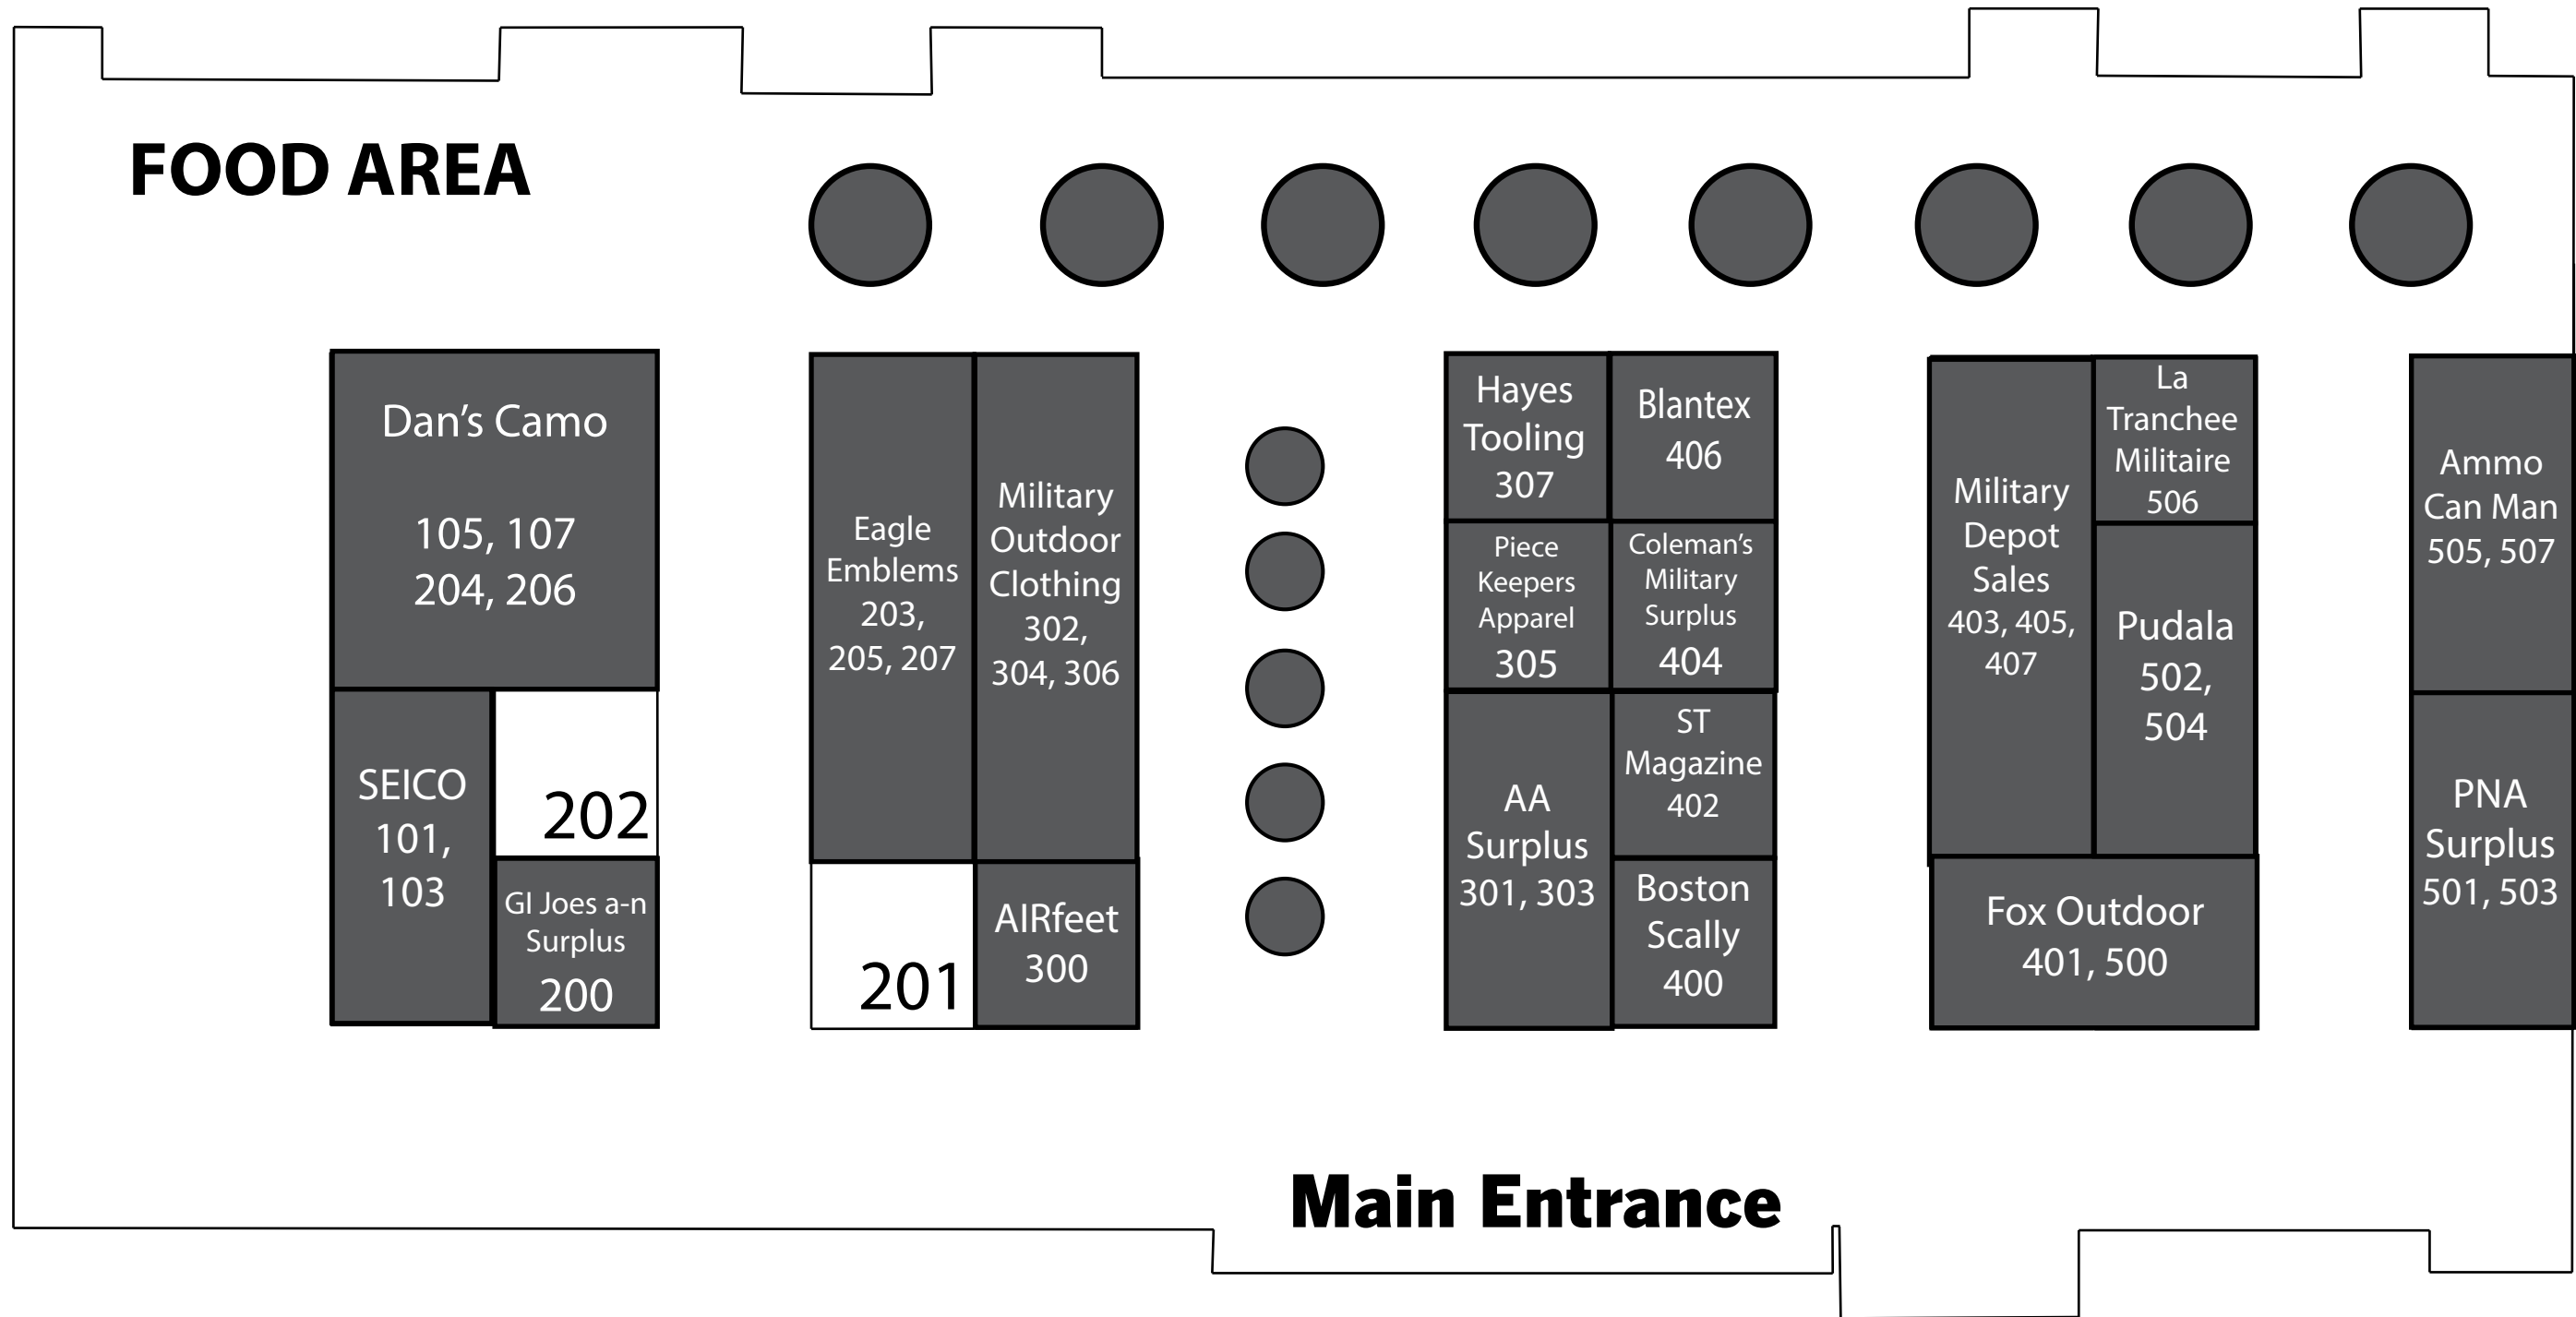 FOOD AREA
Dan's Camo
105, 107
204, 206
SEICO
101,
103
202
GI Joes a-n
Surplus
200
Eagle
Emblems
203,
205, 207
Military
Outdoor
Clothing
302,
304, 306
201
AIRfeet
300
Hayes
Tooling
307
Blantex
406
Piece
Keepers
Apparel
305
Coleman's
Military
Surplus
404
AA
Surplus
301, 303
ST
Magazine
402
Boston
Scally
400
Military
Depot
Sales
403, 405,
407
La
Tranchee
Militaire
506
Pudala
502,
504
Fox Outdoor
401, 500
Ammo
Can Man
505, 507
PNA
Surplus
501, 503
Main Entrance